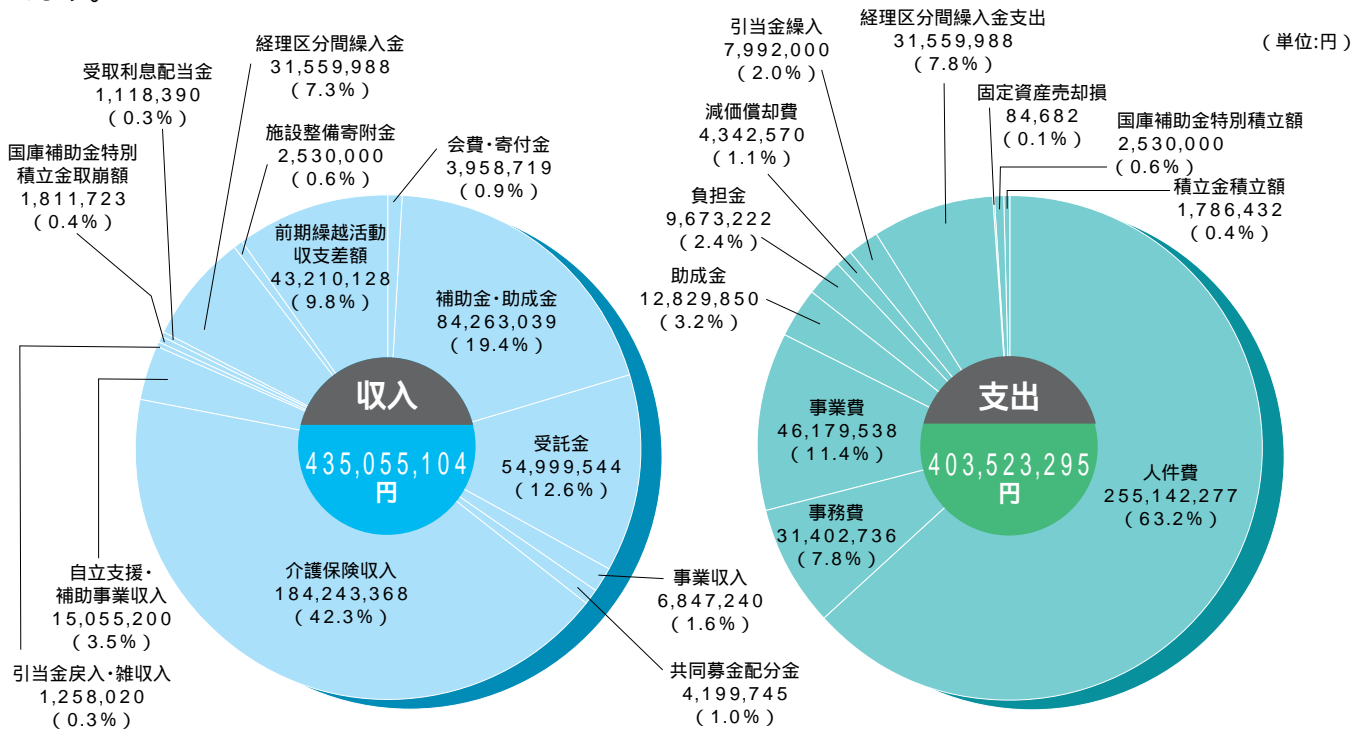 (単位:円)
経理区分間繰入金
31,559,988
(7.3%)
受取利息配当金
1,118,390
(0.3%)
国庫補助金特別
積立金取崩額
1,811,723
(0.4%)
施設整備寄附金
2,530,000
(0.6%)
会費・寄付金
3,958,719
(0.9%)
前期繰越活動
収支差額
43,210,128
(9.8%)
補助金・助成金
84,263,039
(19.4%)
収入
435,055,104
円
受託金
54,999,544
(12.6%)
介護保険収入
184,243,368
(42.3%)
事業収入
6,847,240
(1.6%)
共同募金配分金
4,199,745
(1.0%)
自立支援・
補助事業収入
15,055,200
(3.5%)
引当金戻入・雑収入
1,258,020
(0.3%)
引当金繰入
7,992,000
(2.0%)
経理区分間繰入金支出
31,559,988
(7.8%)
固定資産売却損
84,682
(0.1%)
国庫補助金特別積立額
2,530,000
(0.6%)
積立金積立額
1,786,432
(0.4%)
減価償却費
4,342,570
(1.1%)
負担金
9,673,222
(2.4%)
助成金
12,829,850
(3.2%)
事業費
46,179,538
(11.4%)
事務費
31,402,736
(7.8%)
支出
403,523,295
円
人件費
255,142,277
(63.2%)